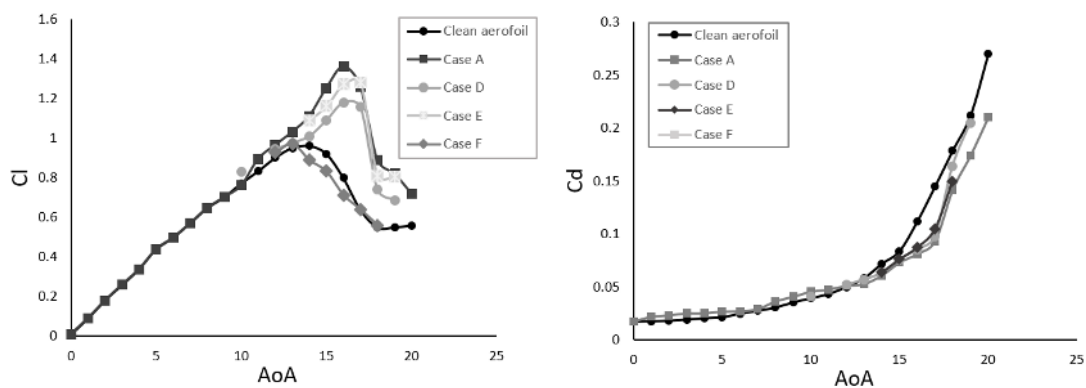 1.6
1.4
1.2
1
0.8
0.6
0.4
0.2
0
Cl
0 5 10 15 20 25
AoA
Clean aerofoil
Case A
Case D
Case E
Case F
0.3
0.25
0.2
0.15
0.1
0.05
0
Cd
0 5 10 15 20 25
AoA
Clean aerofoil
Case A
Case D
Case E
Case F